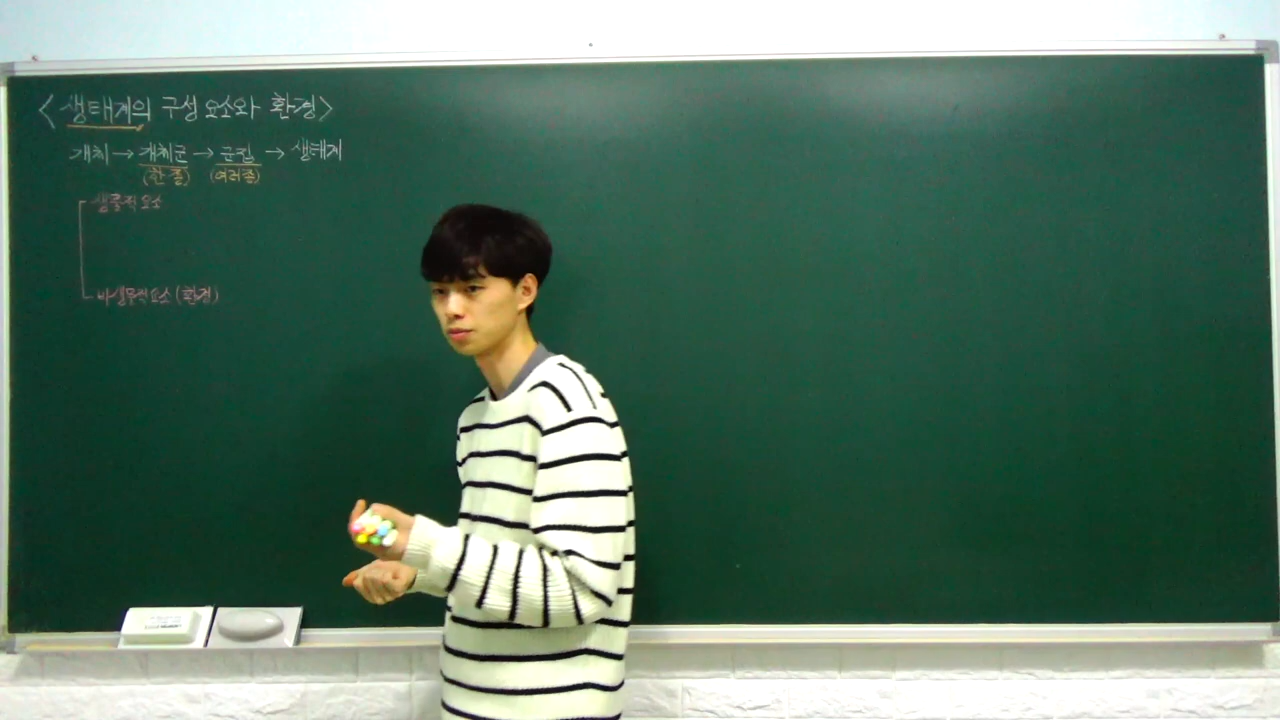 <생태계의 구성 요소와 환경>
개체 → 개체군 → 군집 → 생태계
(한 종) (여러종)
생물적 요소
비생물적요소 (환경)